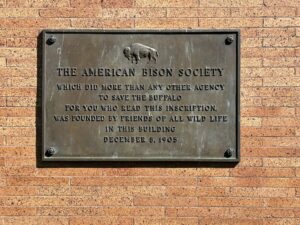 THE AMERICAN BISON SOCIETY
WHICH DID MORE THAN ANY OTHER AGENCY
TO SAVE THE BUFFALO
FOR YOU WHO READ THIS INSCRIPTION,
WAS FOUNDED BY FRIENDS OF ALL WILD LIFE
IN THIS BUILDING
DECEMBER 8, 1905